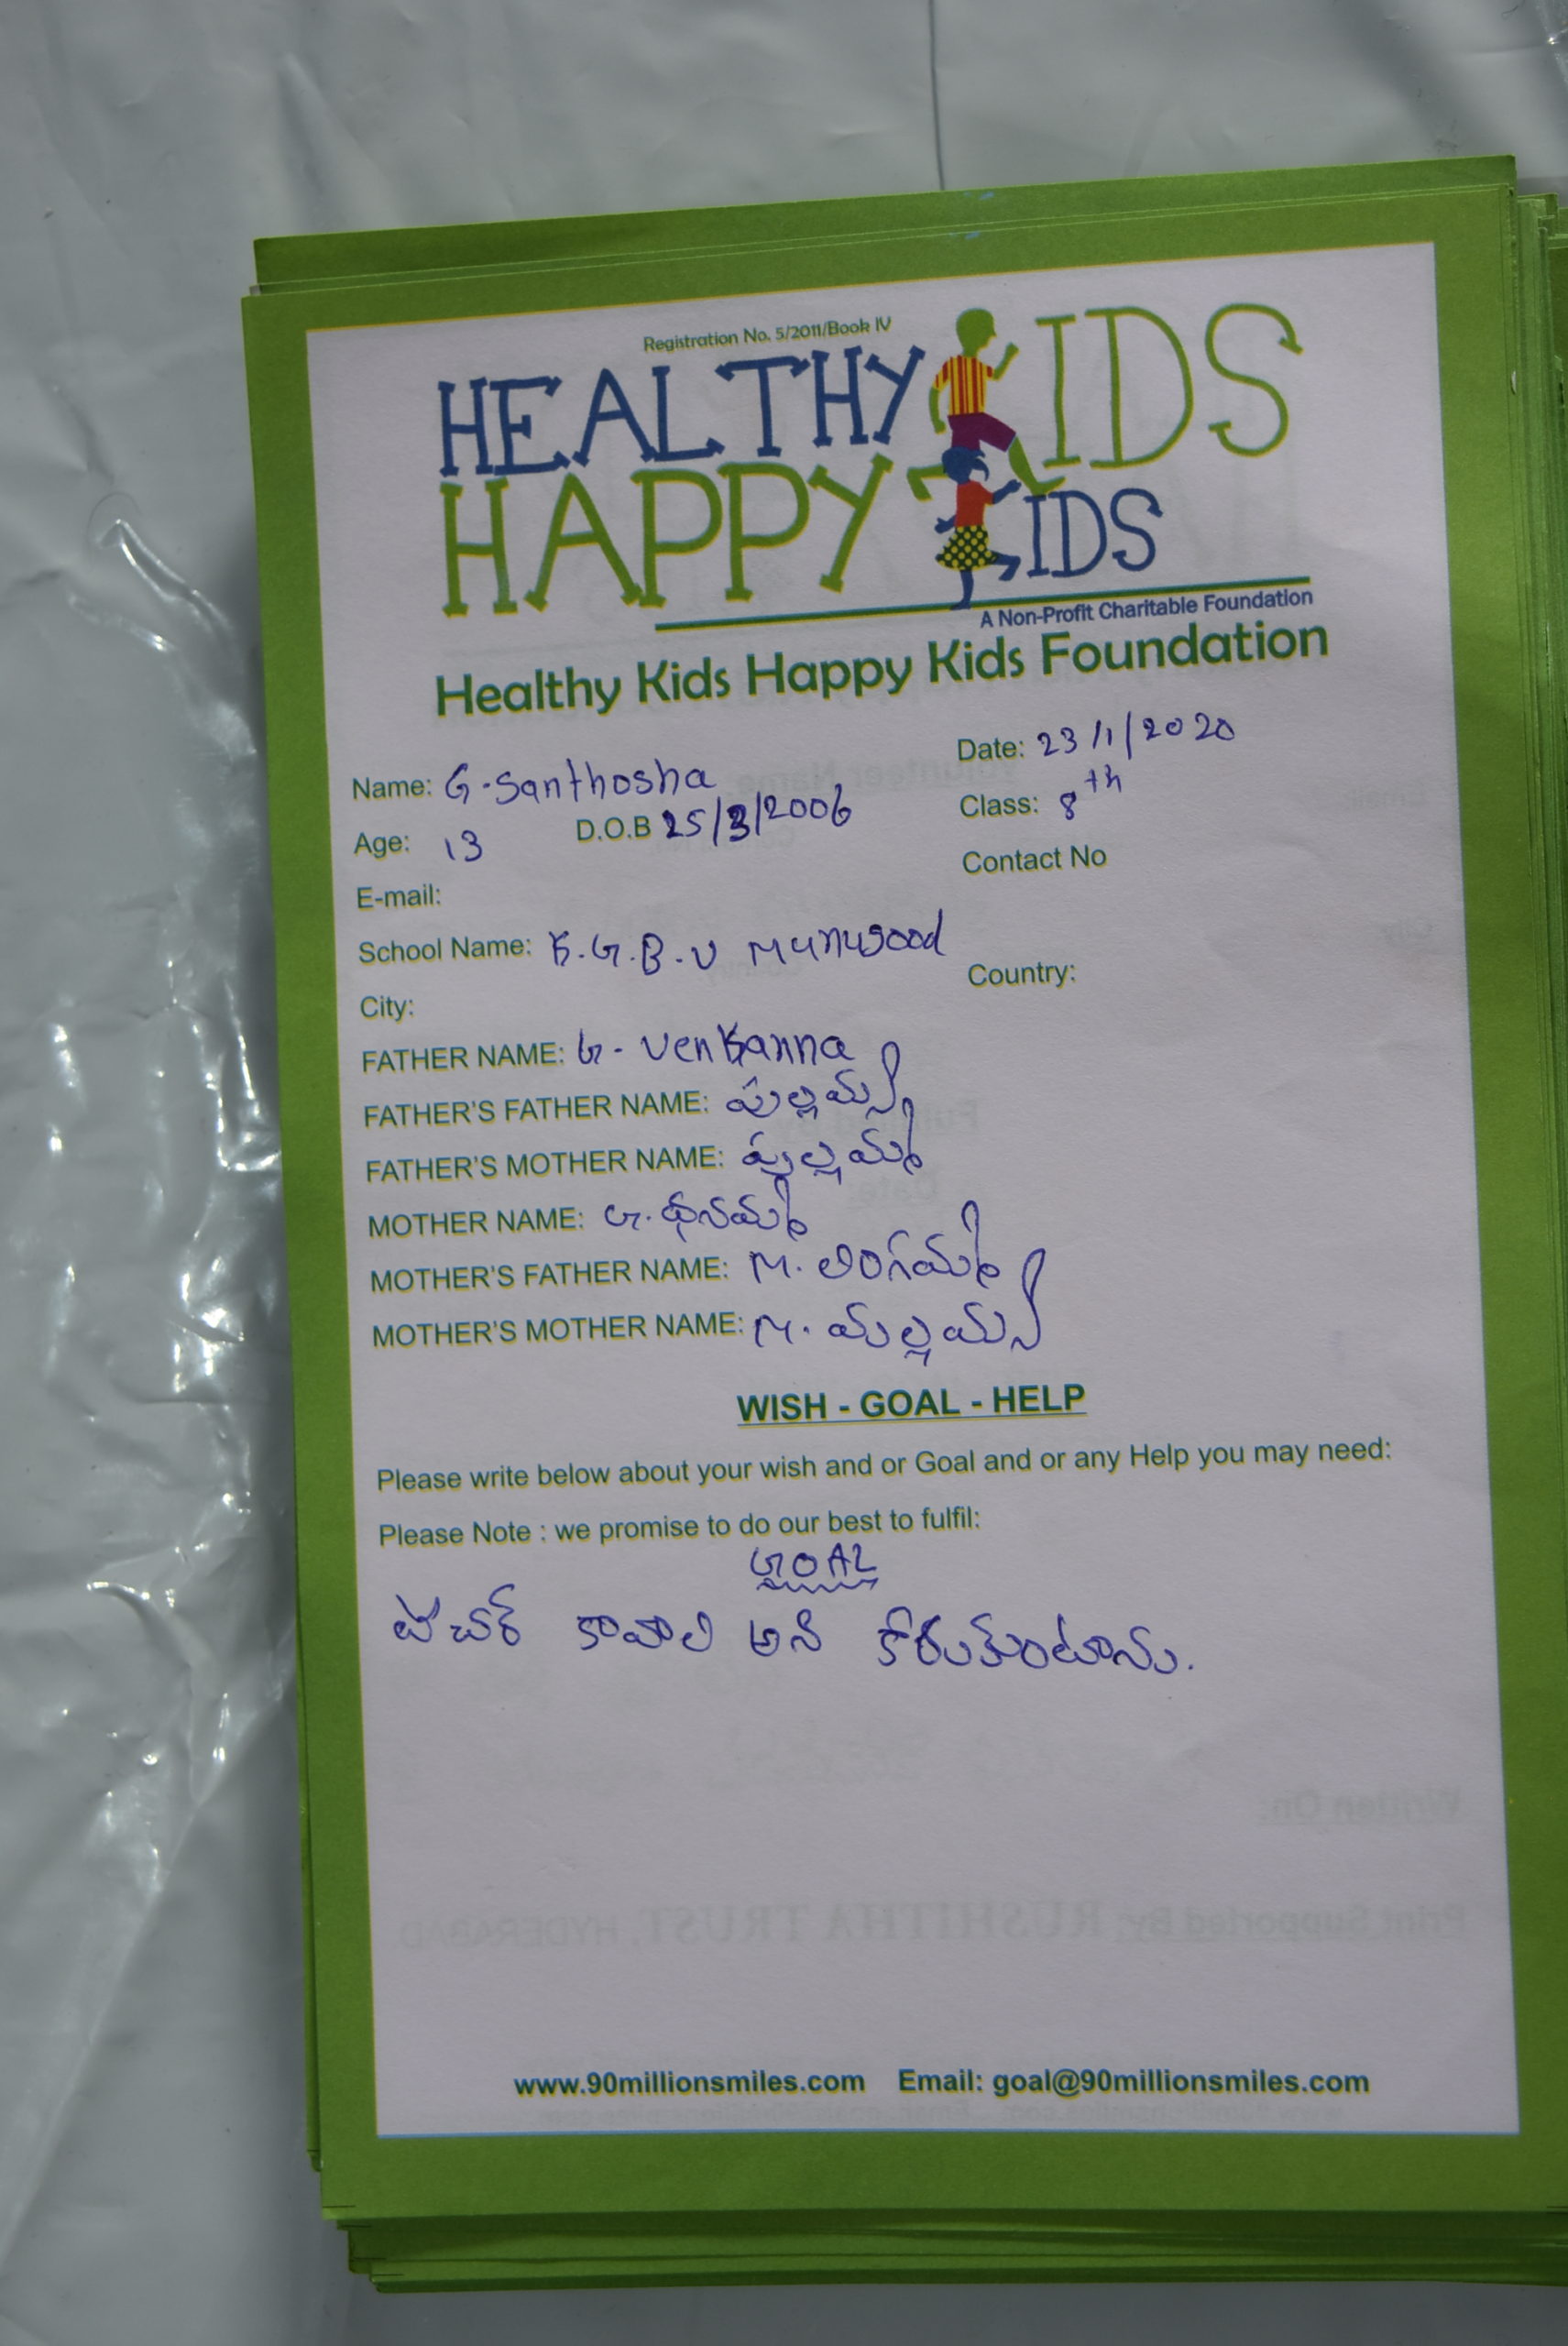 Registration No. 5/2011/Book IV
HEALTHY KIDS
HAPPY KIDS
A Non-Profit Charitable Foundation
Healthy Kids Happy Kids Foundation
Date: 23/1/2020
Name: G.Santhosha
Class: 8th
Age: 13 D.O.B 25/3/2006
Contact No
E-mail:
School Name: K.G.B.V Munugood
Country:
City:
FATHER NAME: G. Venkanna
FATHER'S FATHER NAME:
FATHER'S MOTHER NAME: పుల్లమ్మ
MOTHER NAME: G. ధనమ్మ
MOTHER'S FATHER NAME: M. లింగమ్మ
MOTHER'S MOTHER NAME: M.
WISH - GOAL - HELP
Please write below about your wish and or Goal and or any Help you may need:
Please Note : we promise to do our best to fulfil:
GOAL
టీచర్ కావాలి అని కోరుకుంటాను.
www.90millionsmiles.com Email: goal@90millionsmiles.com